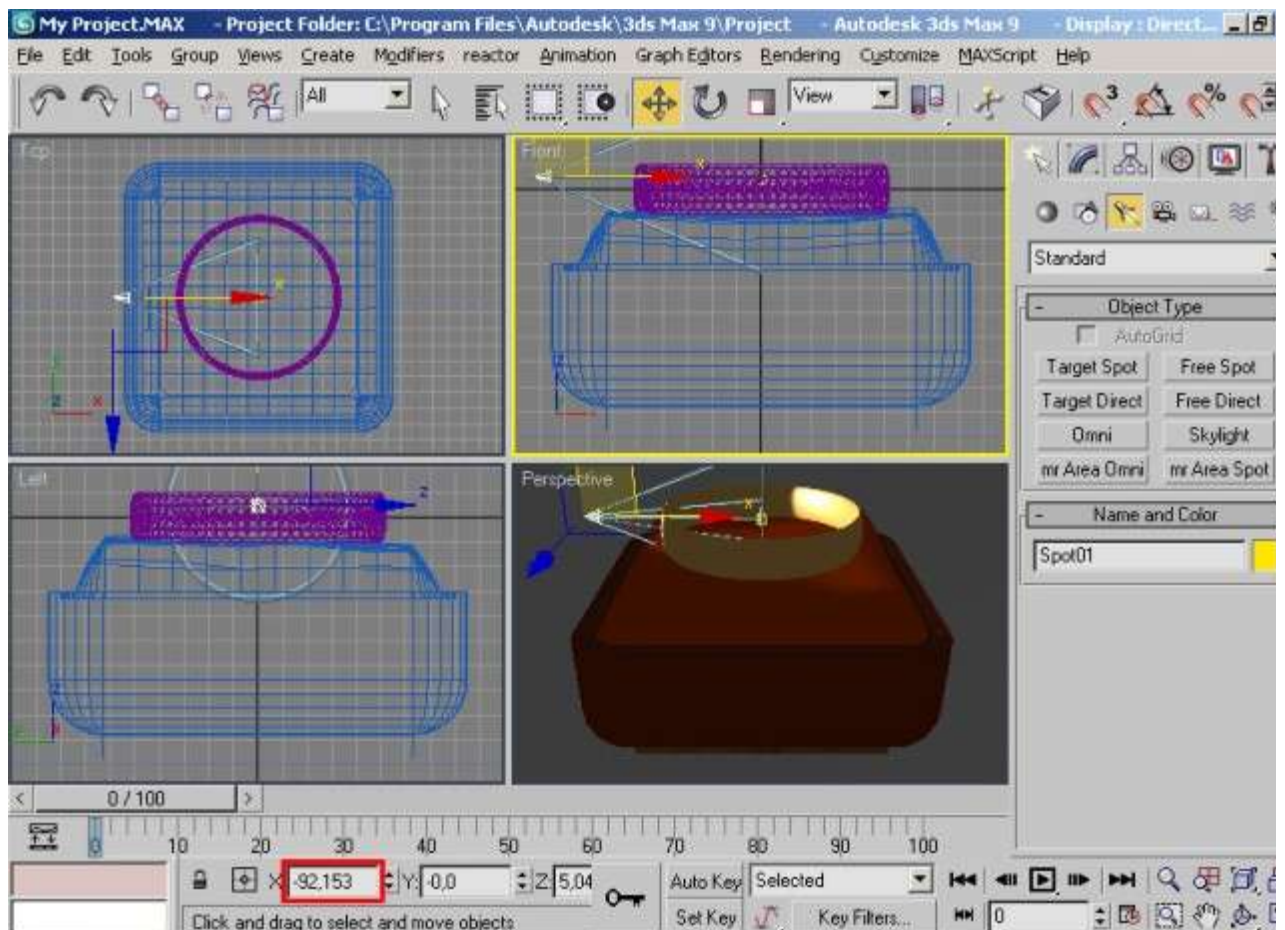 My Project.MAX - Project Folder: C:\Program Files\Autodesk\3ds Max 9\Project - Autodesk 3ds Max 9 - Display : Direct...
File Edit Tools Group Views Create Modifiers reactor Animation Graph Editors Rendering Customize MAXScript Help
All View 3 %
Top Front
Standard
- Object Type
AutoGrid
Target Spot Free Spot
Target Direct Free Direct
Omni Skylight
mr Area Omni mr Area Spot
Left Perspective
- Name and Color
Spot01
< 0 / 100 >
0 10 20 30 40 50 60 70 80 90 100
X -92,153 Y: -0,0 Z: 5,04 Auto Key Selected
Click and drag to select and move objects Set Key Key Filters... 0